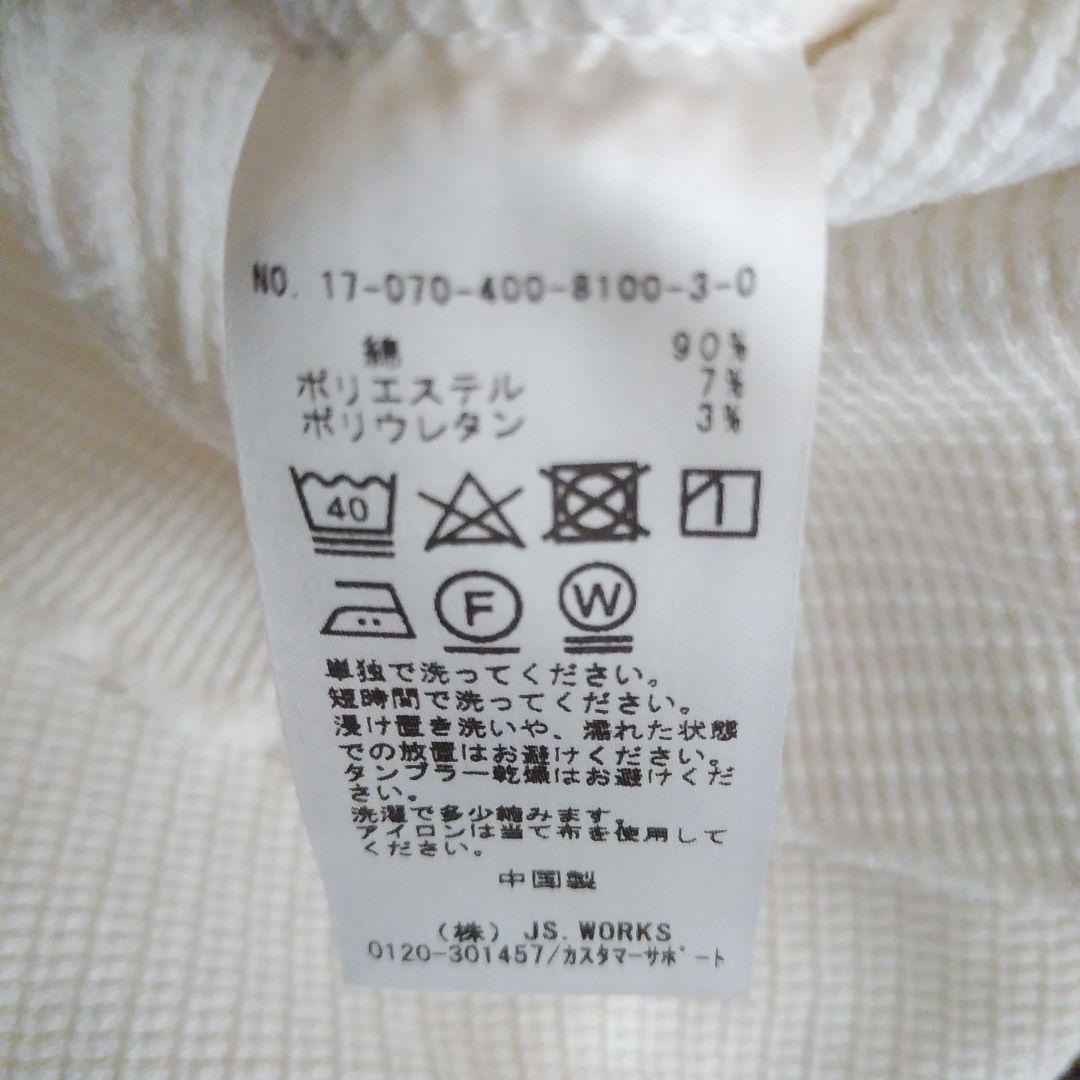 NO. 17-070-400-8100-3-0
綿 90%
ポリエステル 7%
ポリウレタン 3%
40
F W
単独で洗ってください。
短時間で洗ってください。
浸け置き洗いや、濡れた状態
での放置はお避けください。
タンブラー乾燥はお避けくだ
さい。
洗濯で多少縮みます。
アイロンは当て布を使用して
ください。
中国製
(株) JS.WORKS
0120-301457/カスタマーサポート